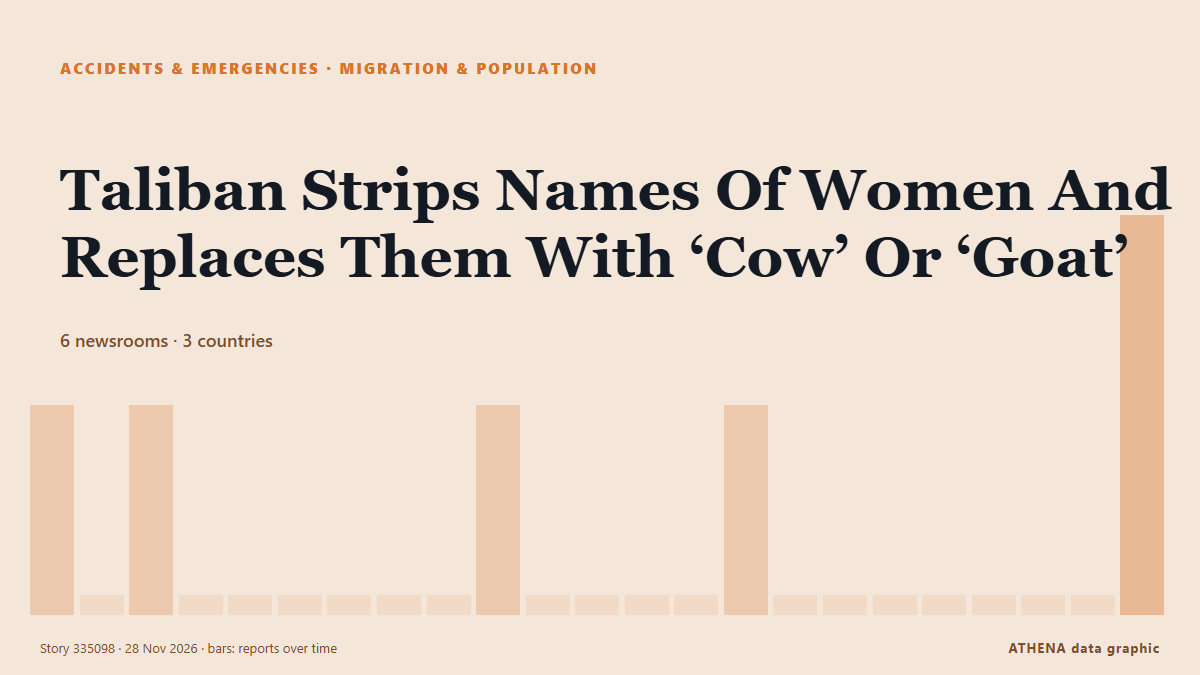 ACCIDENTS & EMERGENCIES · MIGRATION & POPULATION
Taliban Strips Names Of Women And
Replaces Them With ‘Cow’ Or ‘Goat’
6 newsrooms · 3 countries
Story 335098 · 28 Nov 2026 · bars: reports over time
ATHENA data graphic